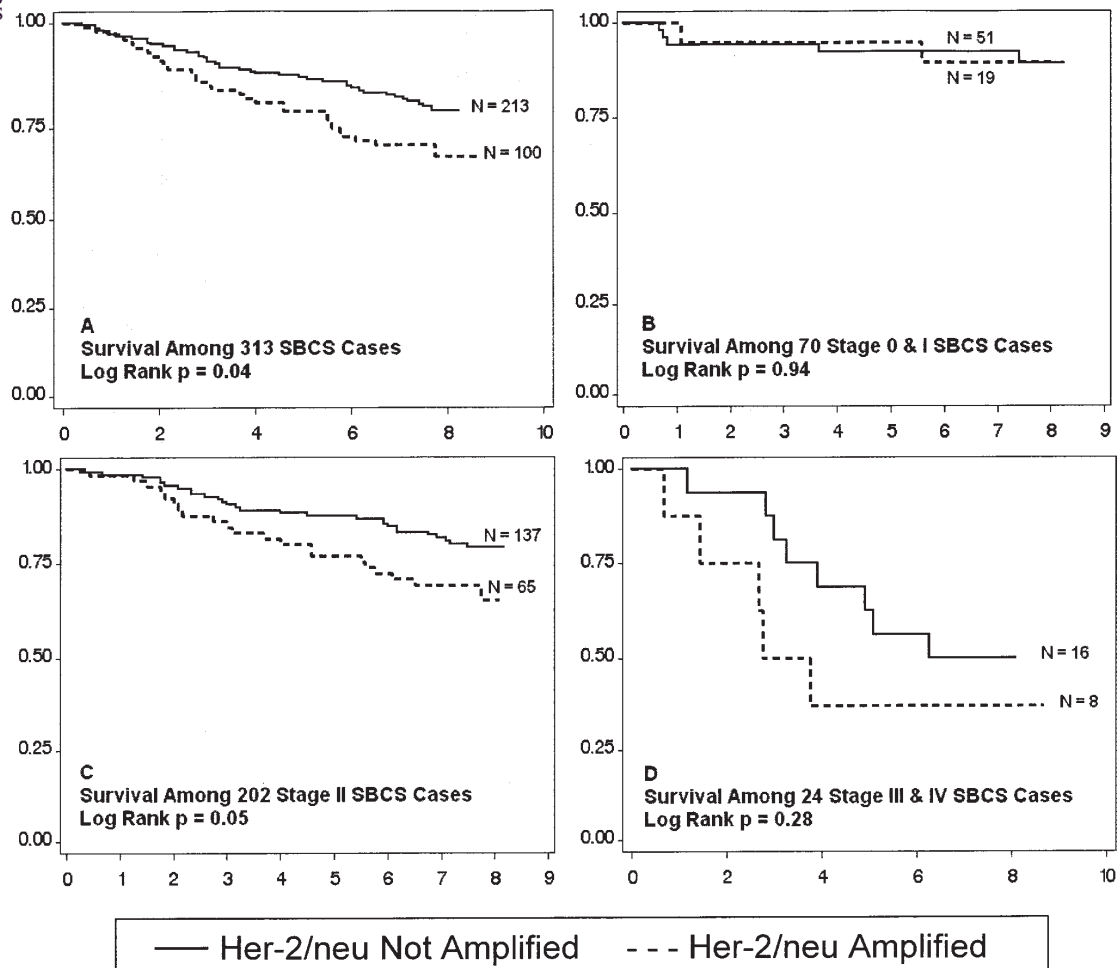 1.00
0.75
0.50
0.25
0.00
N = 213
N = 100
A
Survival Among 313 SBCS Cases
Log Rank p = 0.04
0 2 4 6 8 10
1.00
0.75
0.50
0.25
0.00
N = 51
N = 19
B
Survival Among 70 Stage 0 & I SBCS Cases
Log Rank p = 0.94
0 1 2 3 4 5 6 7 8 9
1.00
0.75
0.50
0.25
0.00
N = 137
N = 65
C
Survival Among 202 Stage II SBCS Cases
Log Rank p = 0.05
0 1 2 3 4 5 6 7 8 9
1.00
0.75
0.50
0.25
0.00
N = 16
N = 8
D
Survival Among 24 Stage III & IV SBCS Cases
Log Rank p = 0.28
0 2 4 6 8 10
Her-2/neu Not Amplified
Her-2/neu Amplified